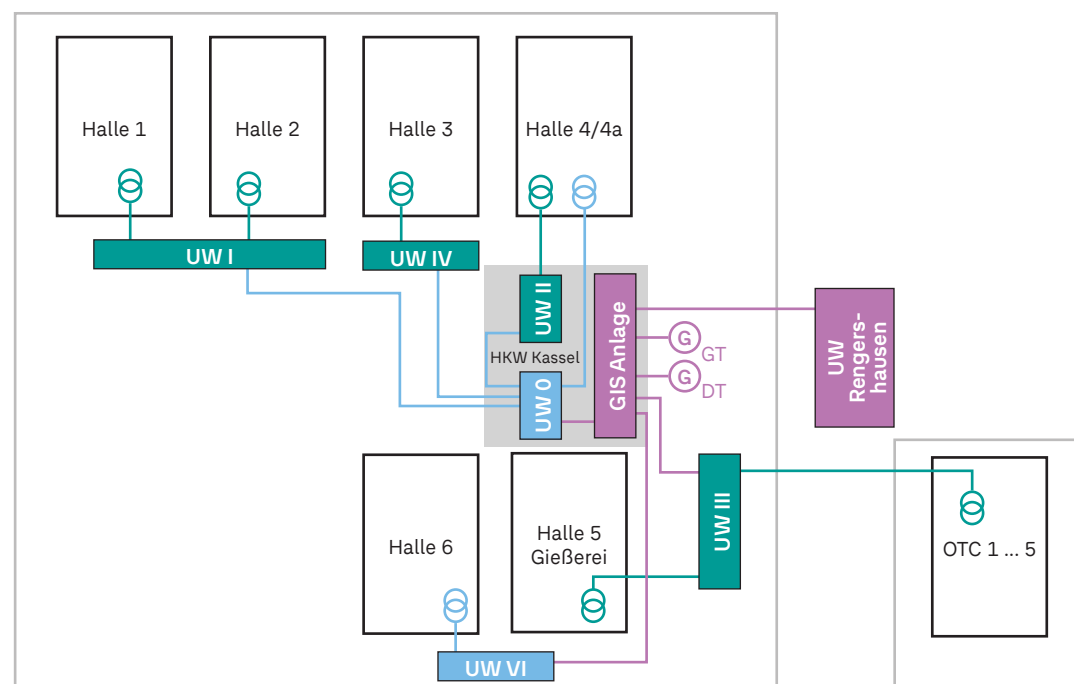 Halle 1
Halle 2
Halle 3
Halle 4/4a
UW I
UW IV
UW II
HKW Kassel
UW 0
GIS Anlage
G
GT
G
DT
UW
Rengers-
hausen
Halle 6
Halle 5
Gießerei
UW III
OTC 1 ... 5
UW VI